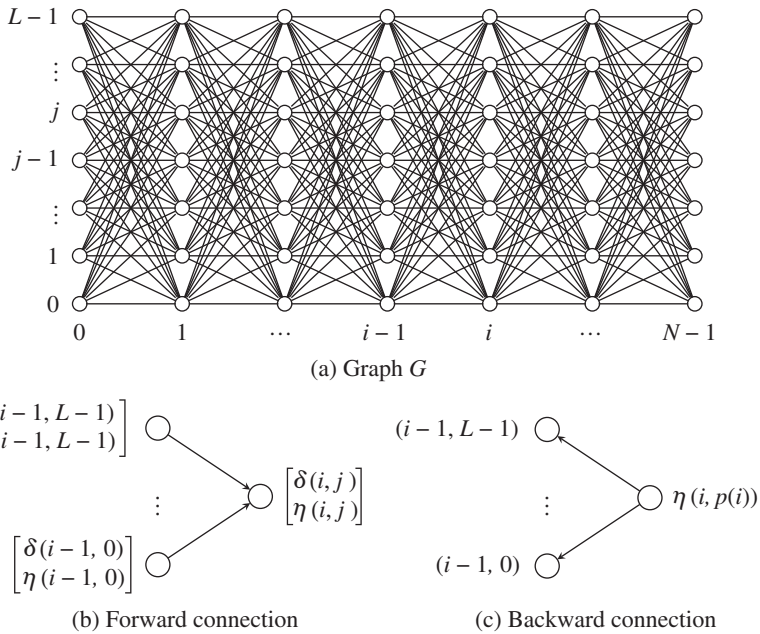 L − 1
⋮
j
j − 1
⋮
1
0
0 1 ⋯ i − 1 i ⋯ N − 1
(a) Graph G
i − 1, L − 1)
i − 1, L − 1)
⋮
[δ(i − 1, 0)
η(i − 1, 0)]
[δ(i, j)
η(i, j)]
(b) Forward connection
(i − 1, L − 1)
⋮
(i − 1, 0)
η(i, p(i))
(c) Backward connection